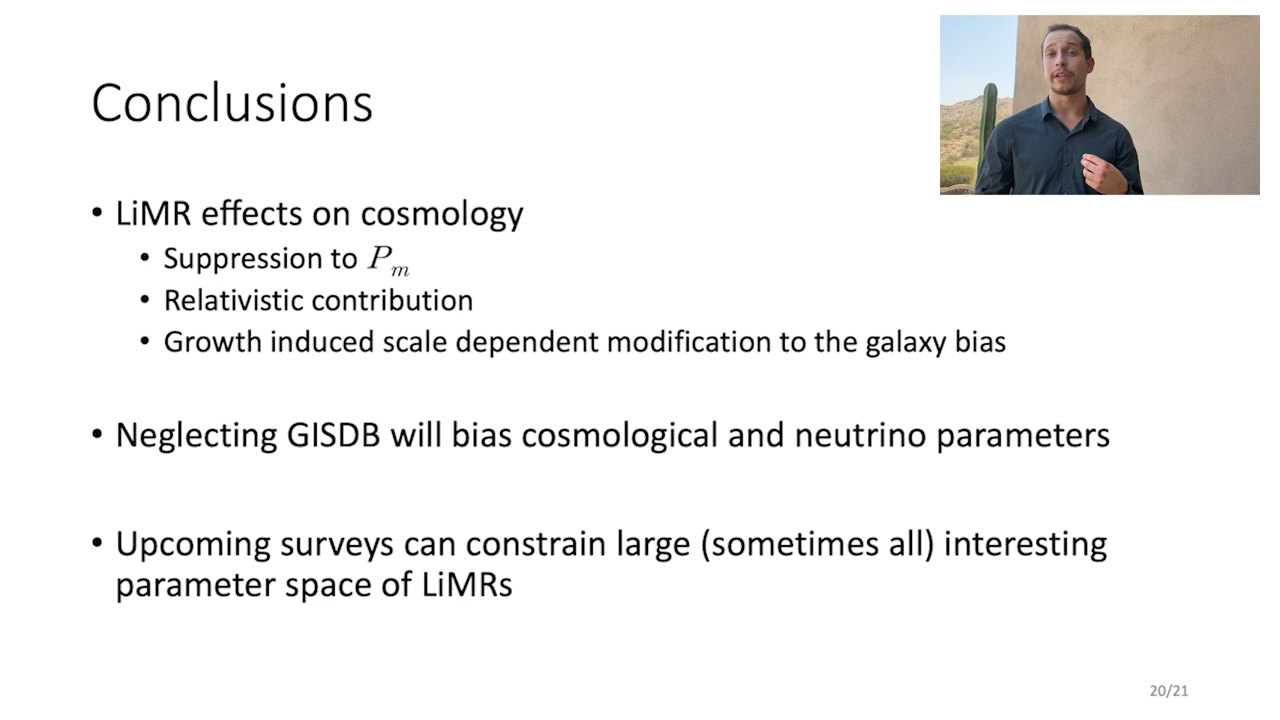 Conclusions
• LiMR effects on cosmology
• Suppression to P_m
• Relativistic contribution
• Growth induced scale dependent modification to the galaxy bias
• Neglecting GISDB will bias cosmological and neutrino parameters
• Upcoming surveys can constrain large (sometimes all) interesting
parameter space of LiMRs
20/21